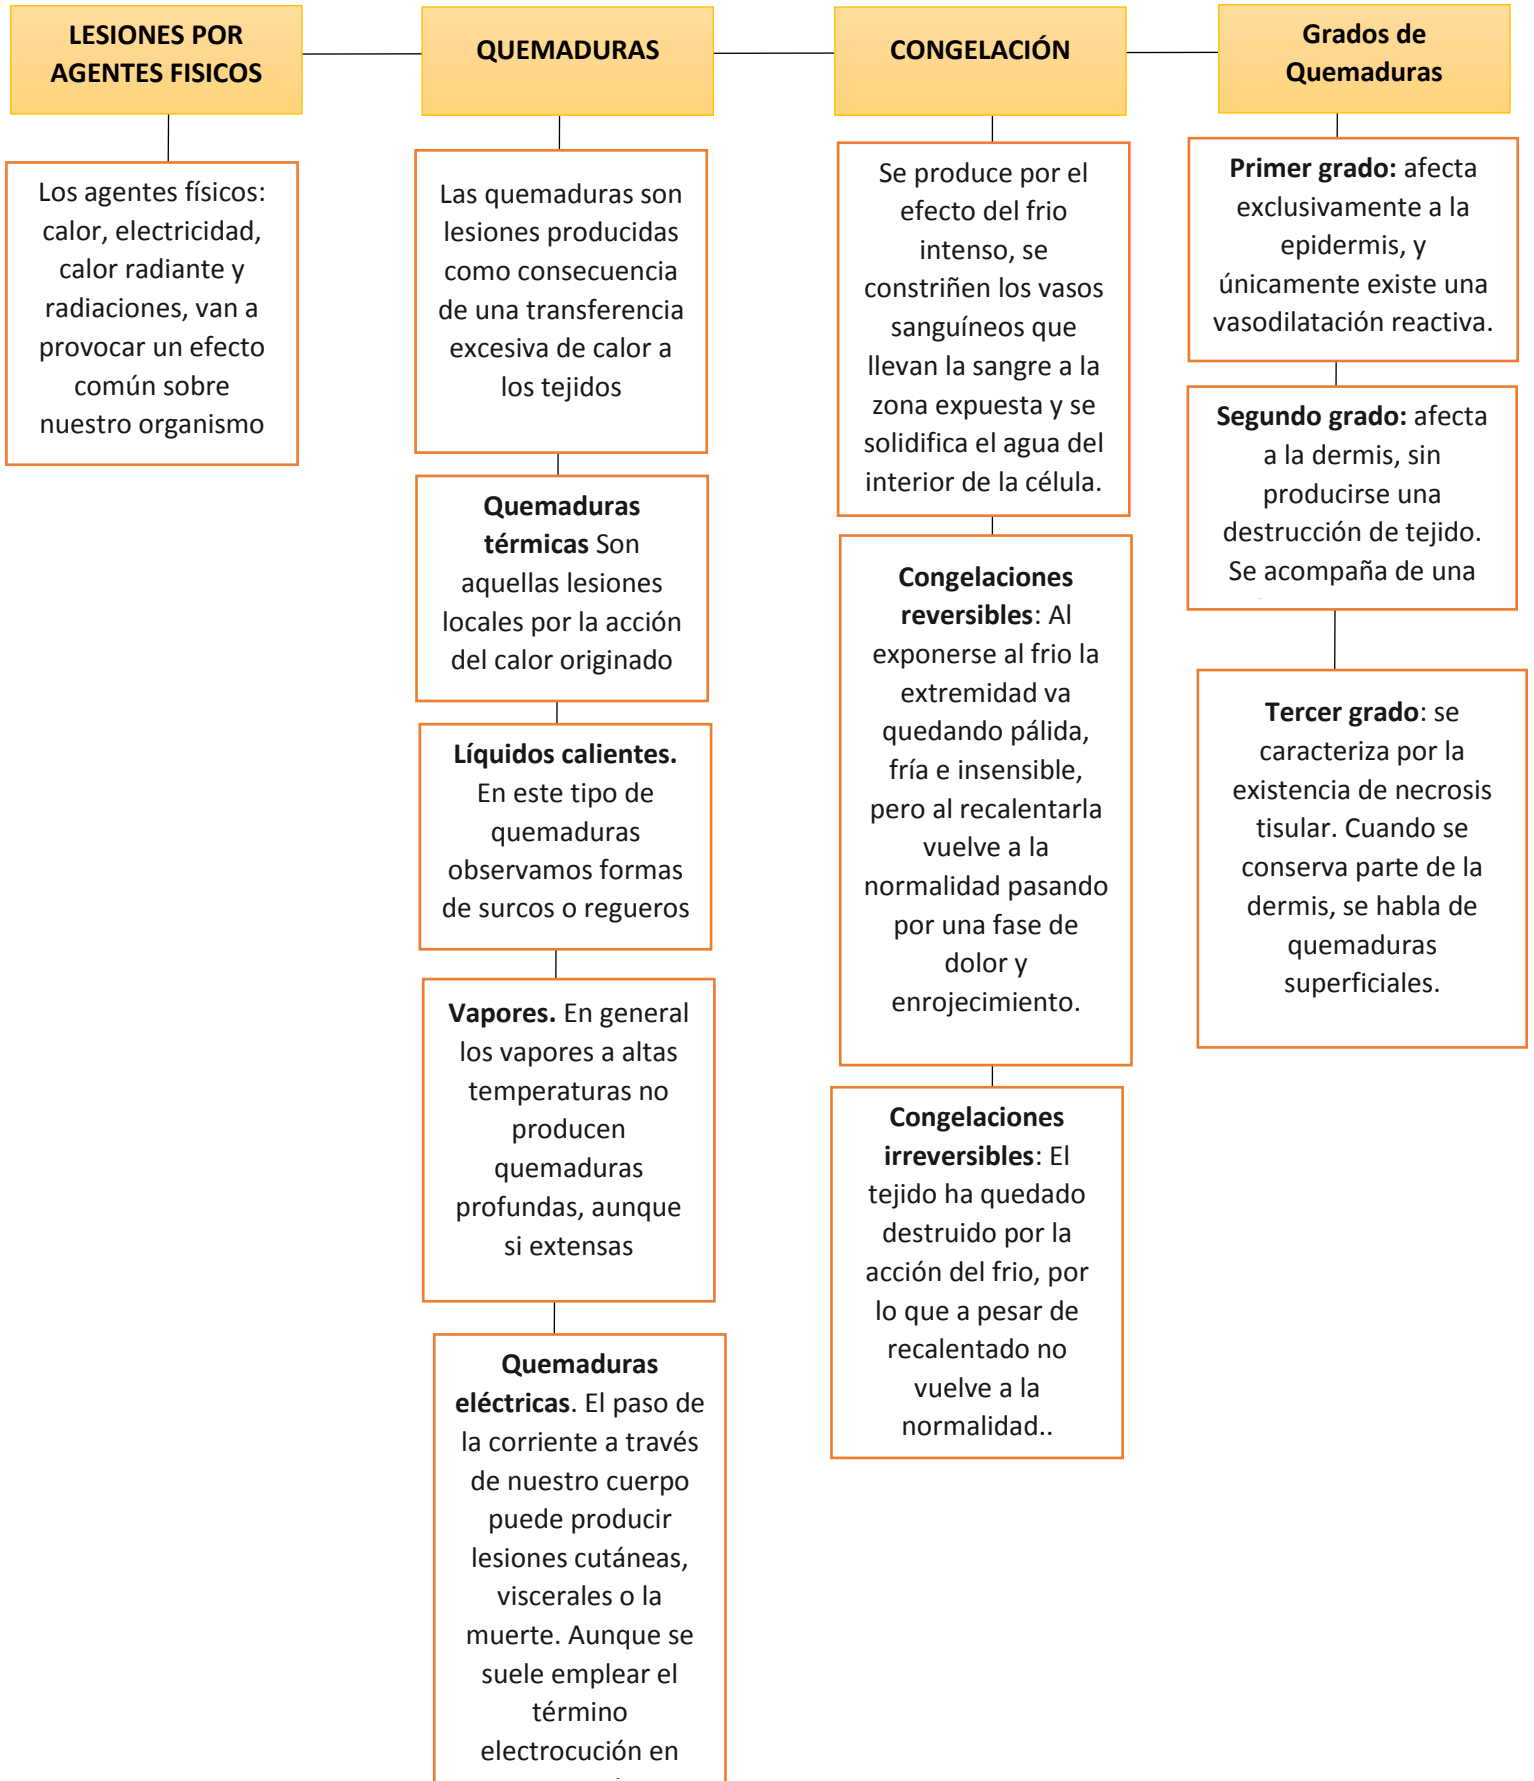 LESIONES POR
AGENTES FISICOS
Los agentes físicos:
calor, electricidad,
calor radiante y
radiaciones, van a
provocar un efecto
común sobre
nuestro organismo
QUEMADURAS
Las quemaduras son
lesiones producidas
como consecuencia
de una transferencia
excesiva de calor a
los tejidos
Quemaduras
térmicas Son
aquellas lesiones
locales por la acción
del calor originado
Líquidos calientes.
En este tipo de
quemaduras
observamos formas
de surcos o regueros
Vapores. En general
los vapores a altas
temperaturas no
producen
quemaduras
profundas, aunque
si extensas
Quemaduras
eléctricas. El paso de
la corriente a través
de nuestro cuerpo
puede producir
lesiones cutáneas,
viscerales o la
muerte. Aunque se
suele emplear el
término
electrocución en
CONGELACIÓN
Se produce por el
efecto del frio
intenso, se
constriñen los vasos
sanguíneos que
llevan la sangre a la
zona expuesta y se
solidifica el agua del
interior de la célula.
Congelaciones
reversibles: Al
exponerse al frio la
extremidad va
quedando pálida,
fría e insensible,
pero al recalentarla
vuelve a la
normalidad pasando
por una fase de
dolor y
enrojecimiento.
Congelaciones
irreversibles: El
tejido ha quedado
destruido por la
acción del frio, por
lo que a pesar de
recalentado no
vuelve a la
normalidad..
Grados de
Quemaduras
Primer grado: afecta
exclusivamente a la
epidermis, y
únicamente existe una
vasodilatación reactiva.
Segundo grado: afecta
a la dermis, sin
producirse una
destrucción de tejido.
Se acompaña de una
Tercer grado: se
caracteriza por la
existencia de necrosis
tisular. Cuando se
conserva parte de la
dermis, se habla de
quemaduras
superficiales.